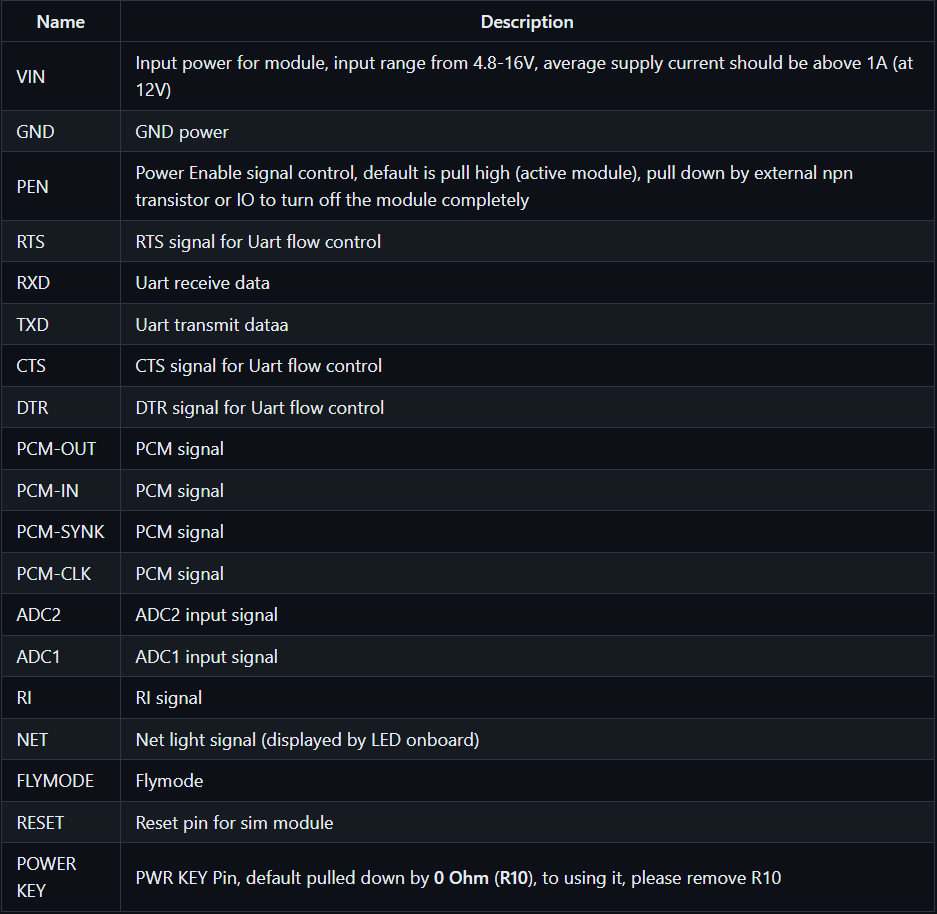 Name Description
VIN Input power for module, input range from 4.8-16V, average supply current should be above 1A (at
12V)
GND GND power
PEN Power Enable signal control, default is pull high (active module), pull down by external npn
transistor or IO to turn off the module completely
RTS RTS signal for Uart flow control
RXD Uart receive data
TXD Uart transmit dataa
CTS CTS signal for Uart flow control
DTR DTR signal for Uart flow control
PCM-OUT PCM signal
PCM-IN PCM signal
PCM-SYNK PCM signal
PCM-CLK PCM signal
ADC2 ADC2 input signal
ADC1 ADC1 input signal
RI RI signal
NET Net light signal (displayed by LED onboard)
FLYMODE Flymode
RESET Reset pin for sim module
POWER
KEY PWR KEY Pin, default pulled down by 0 Ohm (R10), to using it, please remove R10